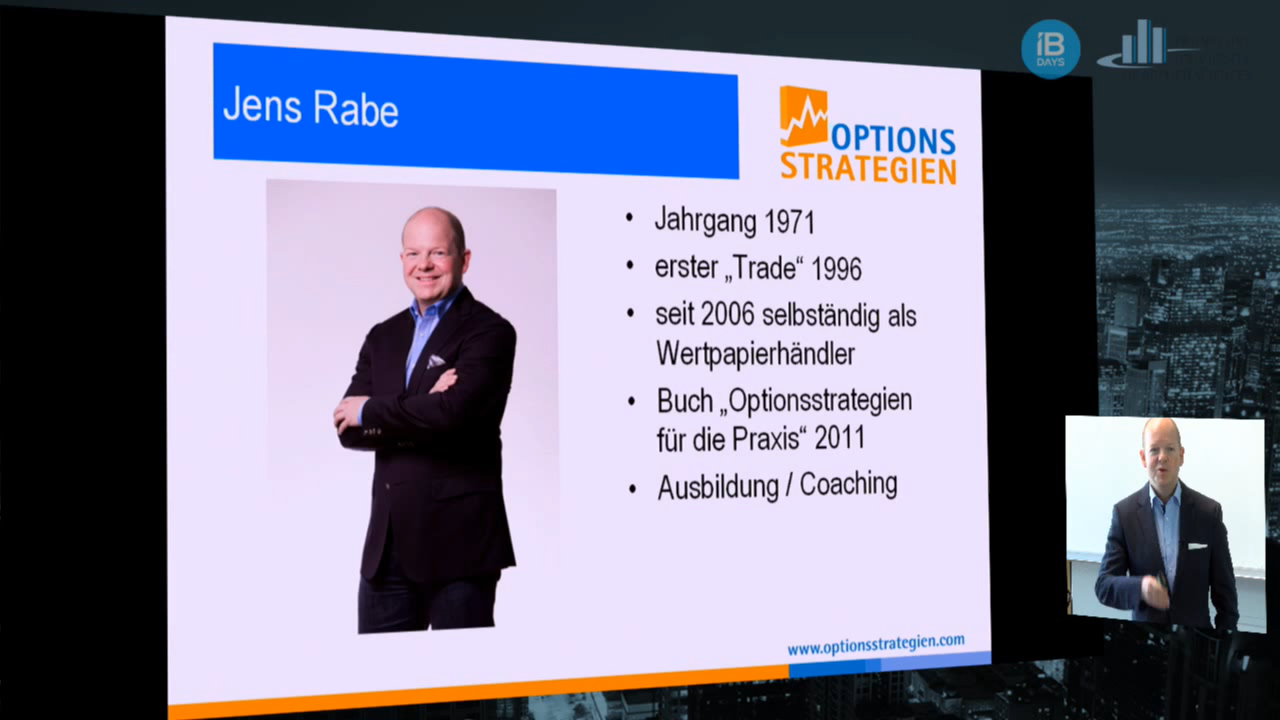 iB
DAYS
Jens Rabe
OPTIONS
STRATEGIEN
• Jahrgang 1971
• erster „Trade“ 1996
• seit 2006 selbständig als
Wertpapierhändler
• Buch „Optionsstrategien
für die Praxis“ 2011
• Ausbildung / Coaching
www.optionsstrategien.com